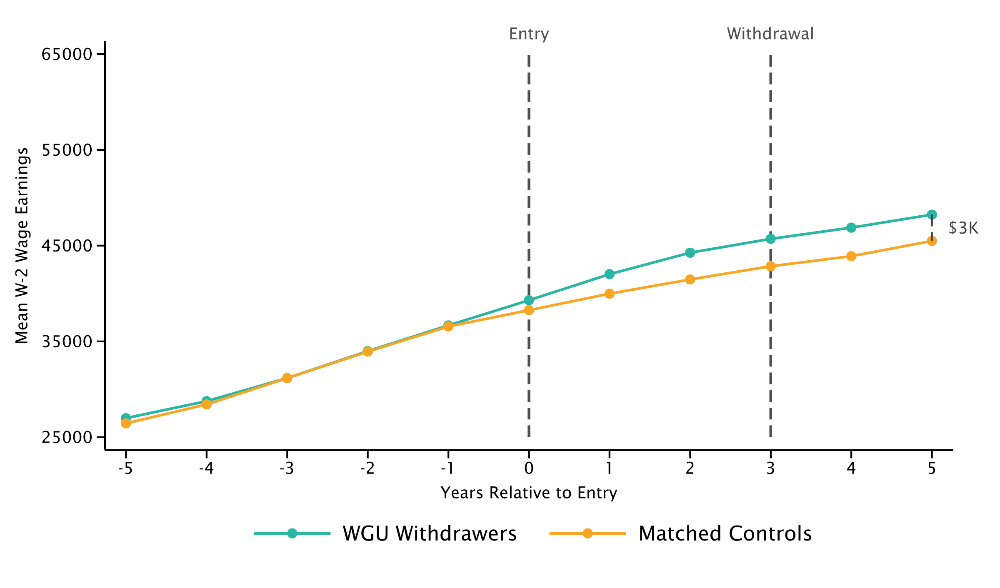 Entry
Withdrawal
65000
55000
45000
35000
25000
Mean W-2 Wage Earnings
$3K
-5 -4 -3 -2 -1 0 1 2 3 4 5
Years Relative to Entry
WGU Withdrawers
Matched Controls